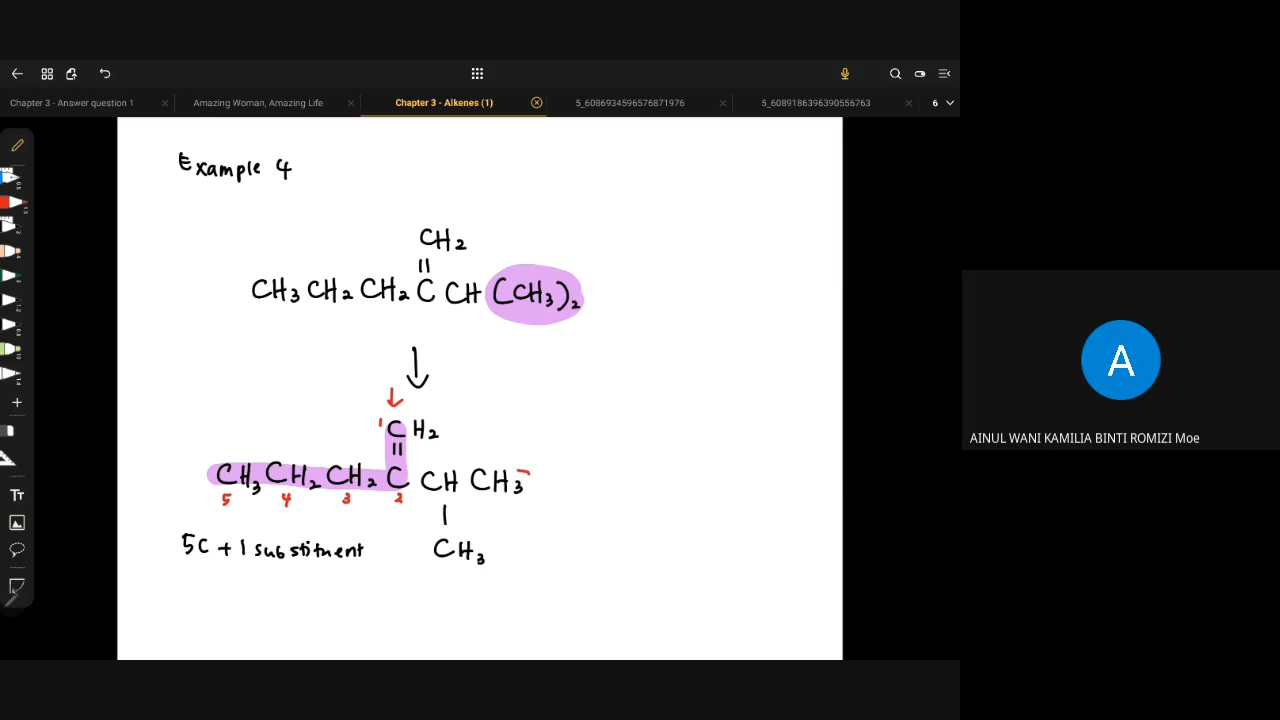 Chapter 3 - Answer question 1
Amazing Woman, Amazing Life
Chapter 3 - Alkenes (1)
5_6086934596576871976
5_6089186396390556763
6
Example 4
CH2
||
CH3 CH2 CH2 C CH (CH3)2
↓
↓
1 CH2
||
CH3 CH2 CH2 C CH CH3
5 4 3 2
|
5C + 1 substituent
CH3
Tт
A
AINUL WANI KAMILIA BINTI ROMIZI Moe